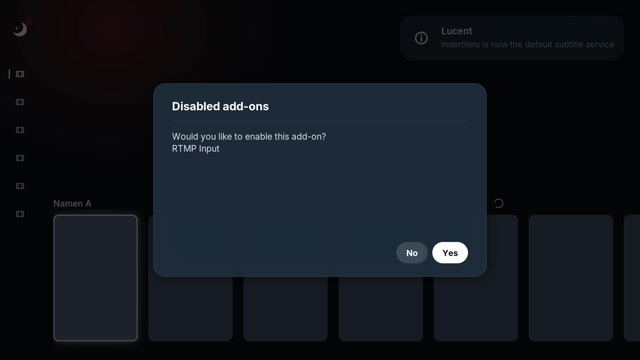 Lucent
Indertitels is now the default subtitle service
Disabled add-ons
Would you like to enable this add-on?
RTMP Input
No
Yes
Namen A